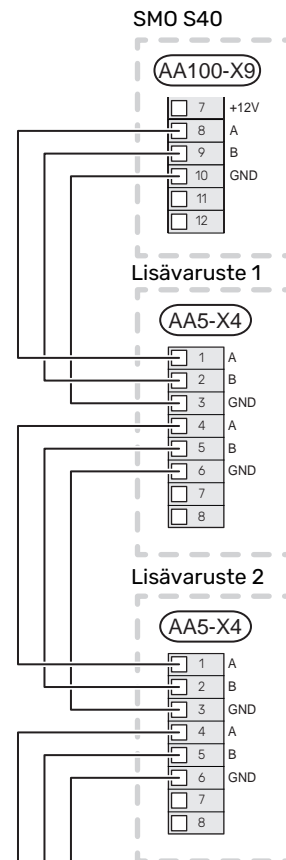 SMO S40
AA100-X9
7 +12V
8 A
9 B
10 GND
11
12
Lisävaruste 1
AA5-X4
1 A
2 B
3 GND
4 A
5 B
6 GND
7
8
Lisävaruste 2
AA5-X4
1 A
2 B
3 GND
4 A
5 B
6 GND
7
8